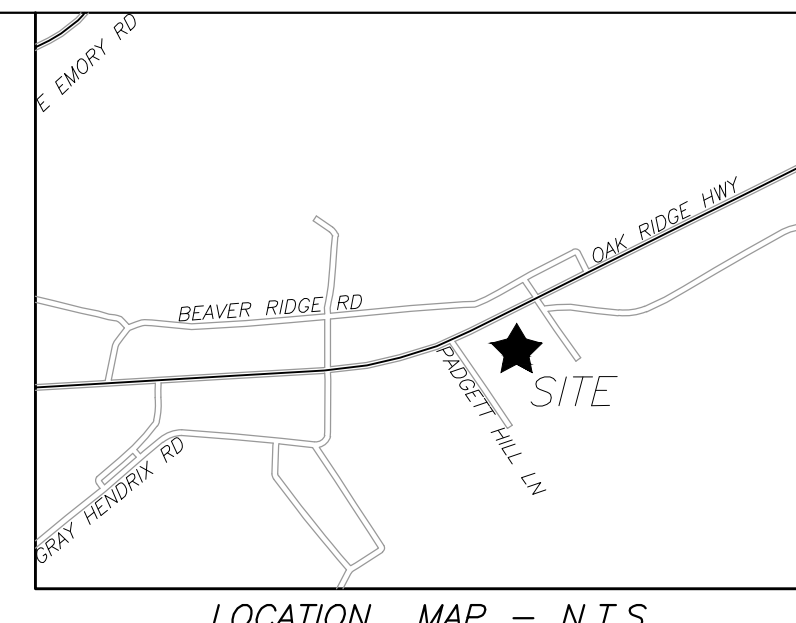 E EMORY RD
OAK RIDGE HWY
BEAVER RIDGE RD
PADGETT HILL LN
SITE
GRAY HENDRIX RD
LOCATION MAP - N.T.S.